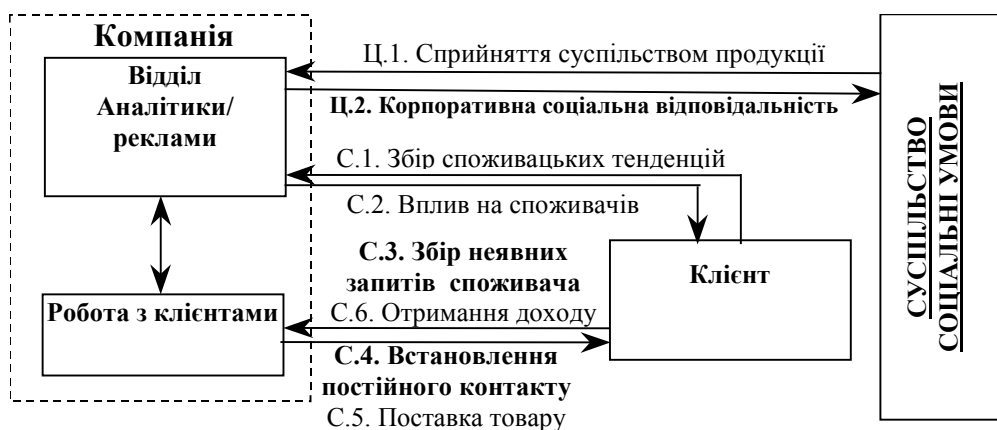 Компанія
Відділ
Аналітики/
реклами
Ц.1. Сприйняття суспільством продукції
Ц.2. Корпоративна соціальна відповідальність
С.1. Збір споживацьких тенденцій
С.2. Вплив на споживачів
С.3. Збір неявних
запитів споживача
С.6. Отримання доходу
Робота з клієнтами
С.4. Встановлення
постійного контакту
С.5. Поставка товару
Клієнт
СУСПІЛЬСТВО
СОЦІАЛЬНІ УМОВИ